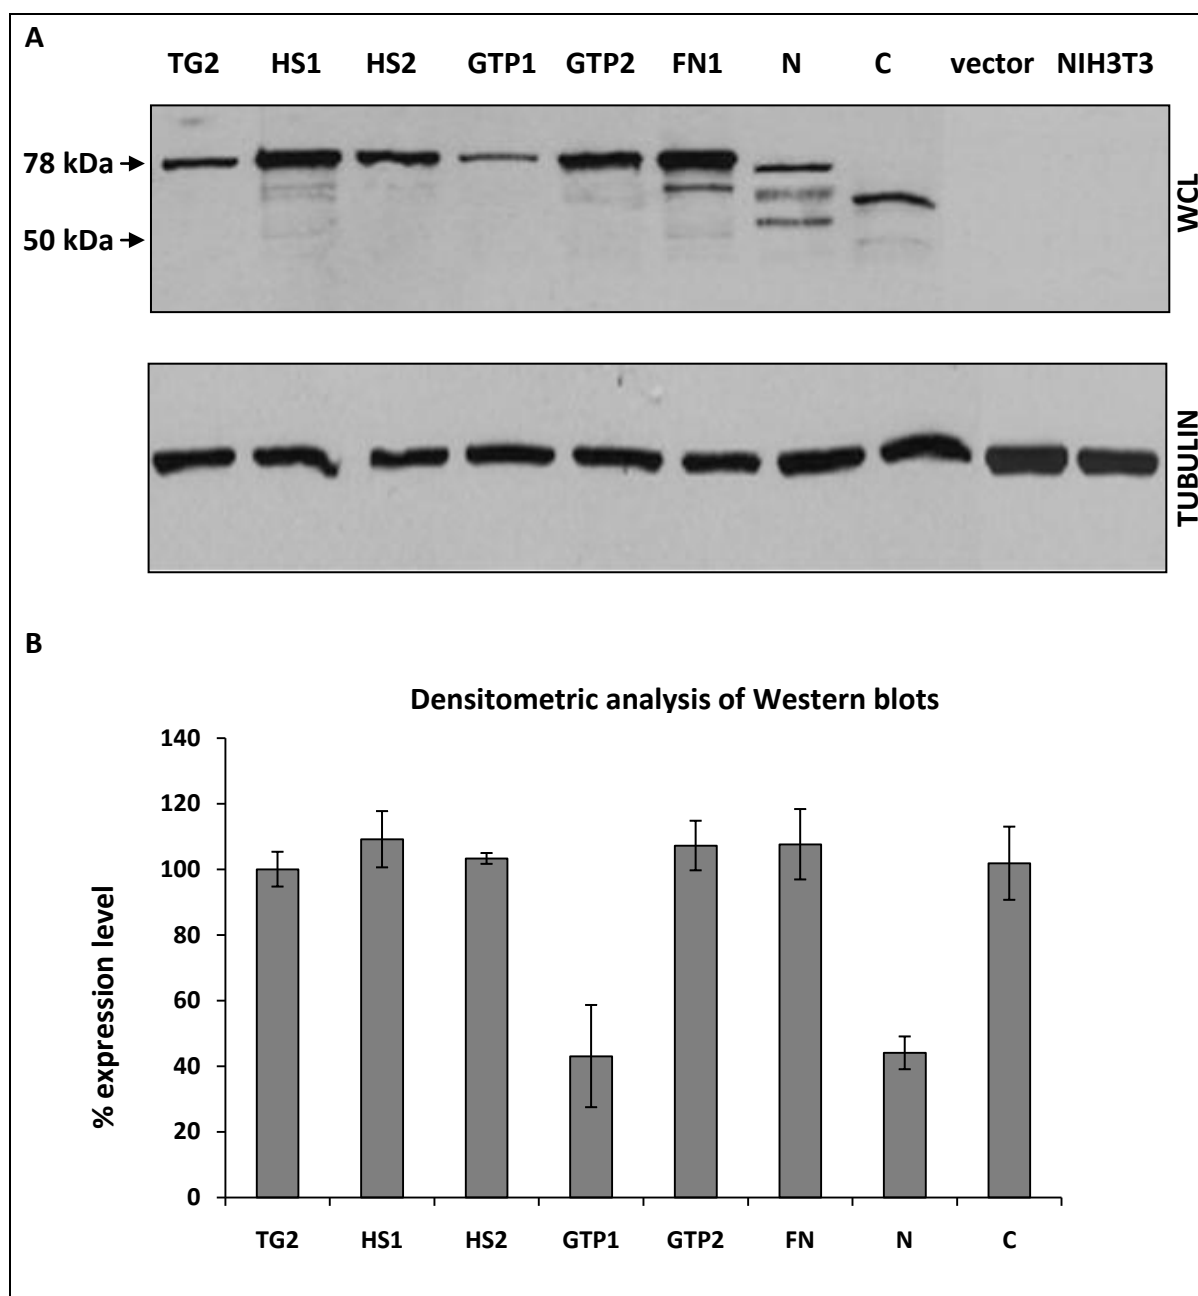 A
TG2 HS1 HS2 GTP1 GTP2 FN1 N C vector NIH3T3
78 kDa
50 kDa
WCL
TUBULIN
B
Densitometric analysis of Western blots
% expression level
140
120
100
80
60
40
20
0
TG2 HS1 HS2 GTP1 GTP2 FN N C